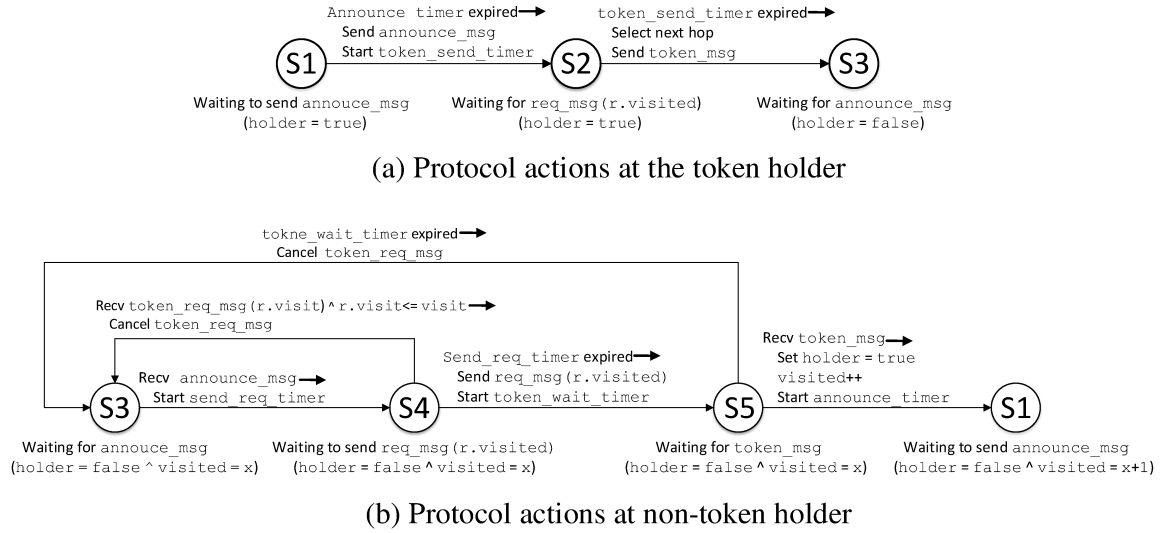 Announce timer expired
Send announce_msg
Start token_send_timer
token_send_timer expired
Select next hop
Send token_msg
S1
S2
S3
Waiting to send annouce_msg
(holder = true)
Waiting for req_msg(r.visited)
(holder = true)
Waiting for announce_msg
(holder = false)
(a) Protocol actions at the token holder
tokne_wait_timer expired
Cancel token_req_msg
Recv token_req_msg(r.visit) ^ r.visit<= visit
Cancel token_req_msg
Recv announce_msg
Start send_req_timer
Send_req_timer expired
Send req_msg(r.visited)
Start token_wait_timer
Recv token_msg
Set holder = true
visited++
Start announce_timer
S3
S4
S5
S1
Waiting for annouce_msg
(holder = false ^ visited = x)
Waiting to send req_msg(r.visited)
(holder = false ^ visited = x)
Waiting for token_msg
(holder = false ^ visited = x)
Waiting to send announce_msg
(holder = false ^ visited = x+1)
(b) Protocol actions at non-token holder